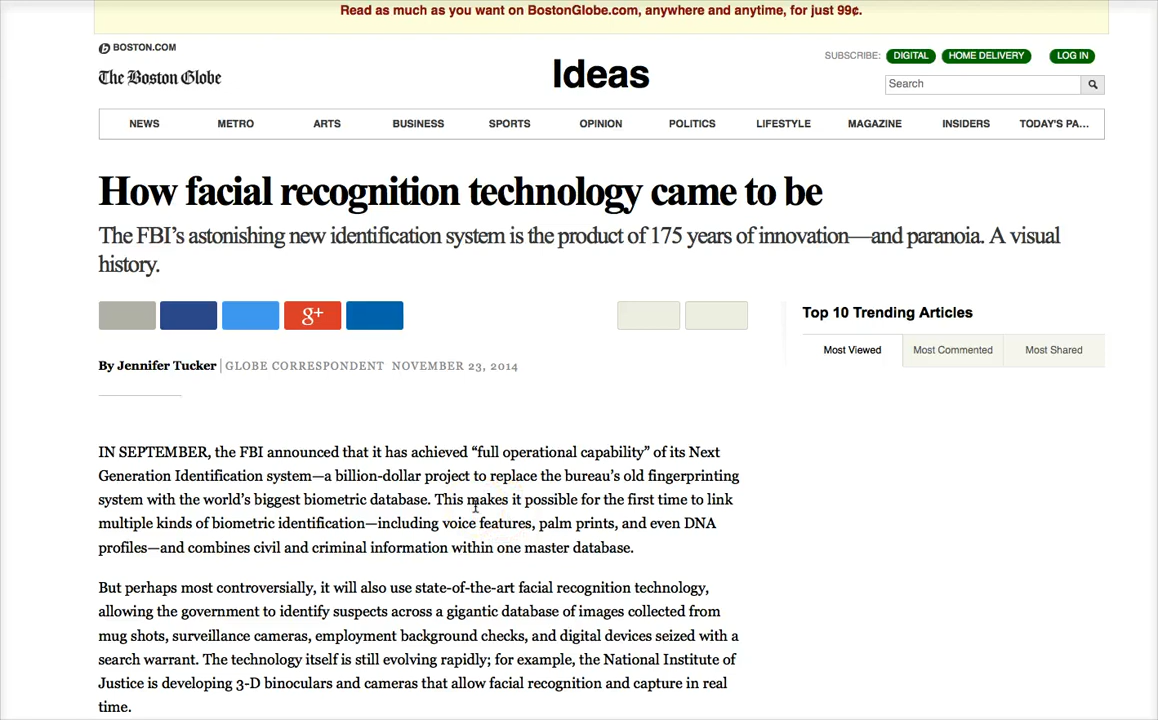 Read as much as you want on BostonGlobe.com, anywhere and anytime, for just 99¢.
b BOSTON.COM
The Boston Globe
Ideas
SUBSCRIBE: DIGITAL HOME DELIVERY LOG IN
Search
NEWS METRO ARTS BUSINESS SPORTS OPINION POLITICS LIFESTYLE MAGAZINE INSIDERS TODAY'S PA...
How facial recognition technology came to be
The FBI’s astonishing new identification system is the product of 175 years of innovation—and paranoia. A visual
history.
g+
Top 10 Trending Articles
Most Viewed Most Commented Most Shared
By Jennifer Tucker | GLOBE CORRESPONDENT NOVEMBER 23, 2014
IN SEPTEMBER, the FBI announced that it has achieved “full operational capability” of its Next
Generation Identification system—a billion-dollar project to replace the bureau’s old fingerprinting
system with the world’s biggest biometric database. This makes it possible for the first time to link
multiple kinds of biometric identification—including voice features, palm prints, and even DNA
profiles—and combines civil and criminal information within one master database.
But perhaps most controversially, it will also use state-of-the-art facial recognition technology,
allowing the government to identify suspects across a gigantic database of images collected from
mug shots, surveillance cameras, employment background checks, and digital devices seized with a
search warrant. The technology itself is still evolving rapidly; for example, the National Institute of
Justice is developing 3-D binoculars and cameras that allow facial recognition and capture in real
time.